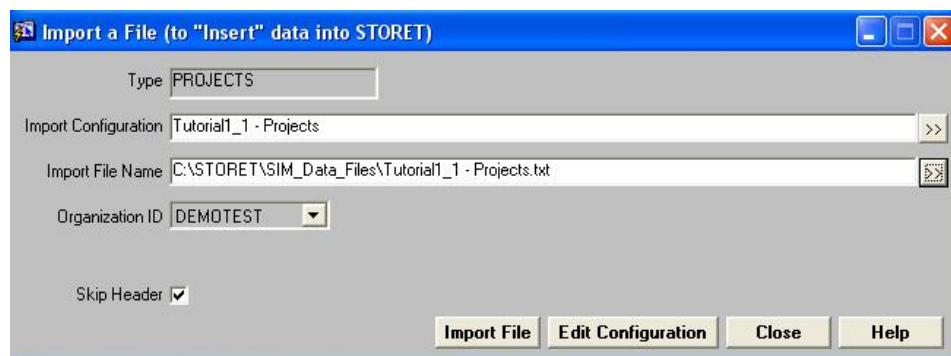 Import a File (to "Insert" data into STORET)
Type PROJECTS
Import Configuration Tutorial1_1 - Projects >>
Import File Name C:\STORET\SIM_Data_Files\Tutorial1_1 - Projects.txt >>
Organization ID DEMOTEST
Skip Header
Import File Edit Configuration Close Help